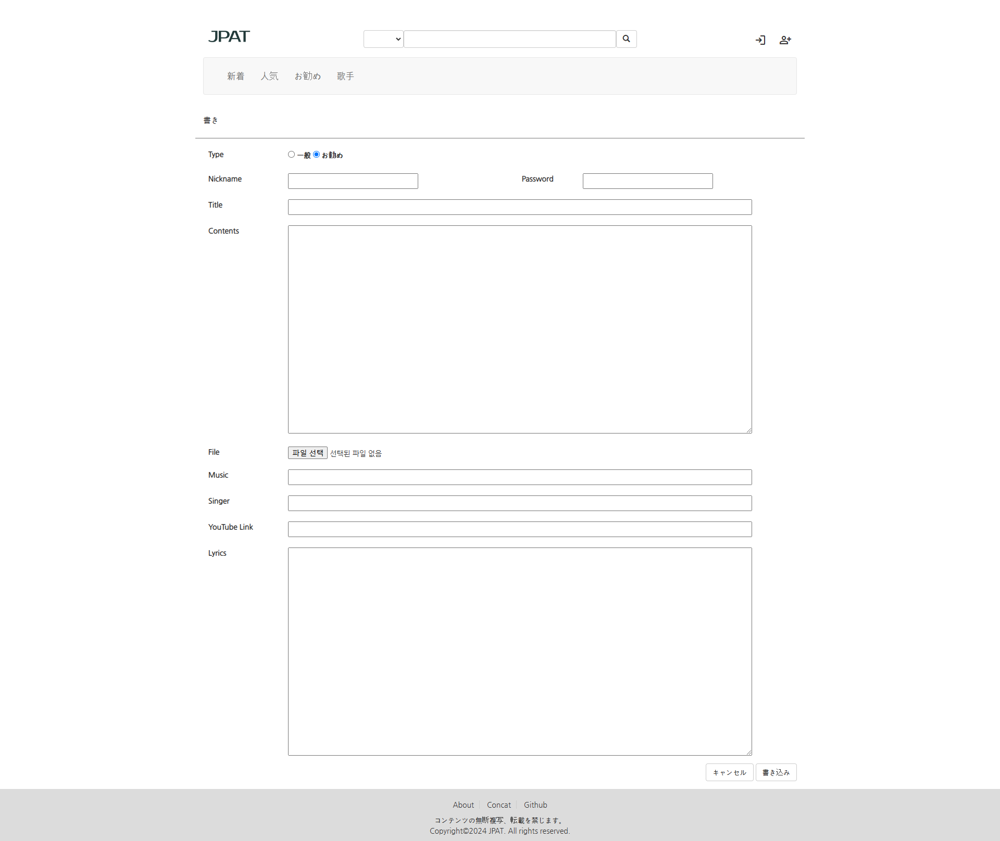 JPAT
新着 人気 お勧め 歌手
書き
Type 一般 お勧め
Nickname Password
Title
Contents
File 파일 선택 선택된 파일 없음
Music
Singer
YouTube Link
Lyrics
キャンセル 書き込み
About Concat Github
コンテンツの無断複写、転載を禁じます。
Copyright©2024 JPAT. All rights reserved.